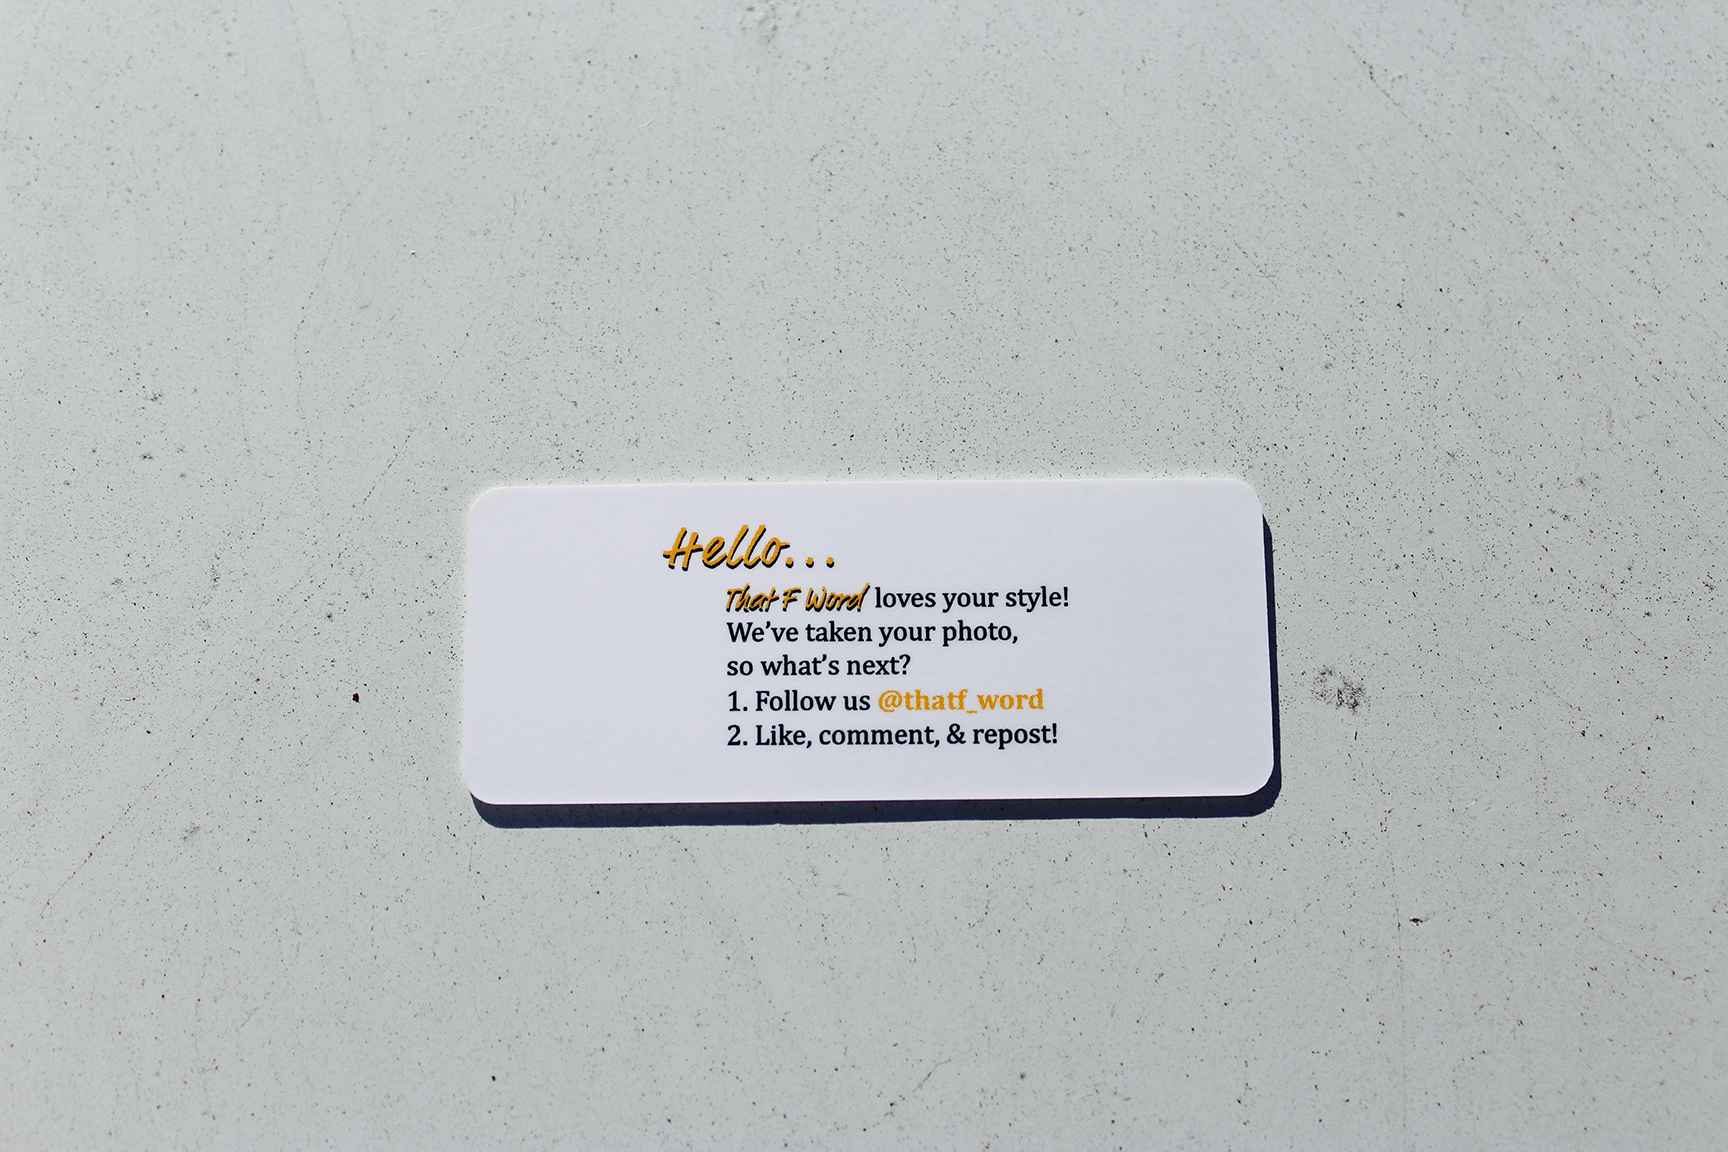 Hello...
That F Word loves your style!
We’ve taken your photo,
so what’s next?
1. Follow us @thatf_word
2. Like, comment, & repost!